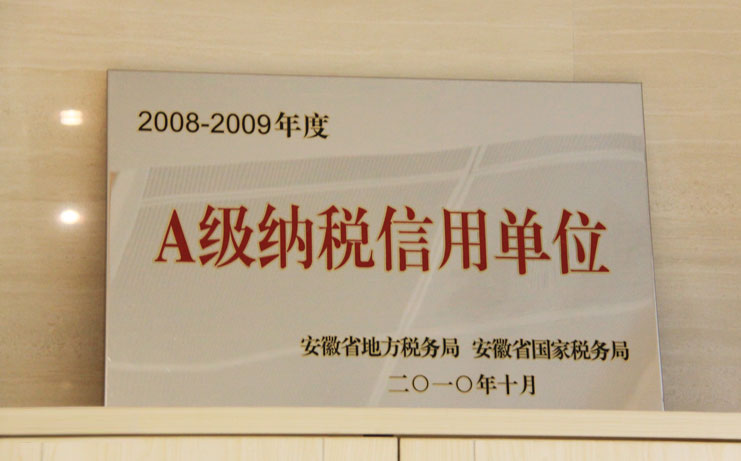 2008-2009年度
A级纳税信用单位
安徽省地方税务局 安徽省国家税务局
二〇一〇年十月